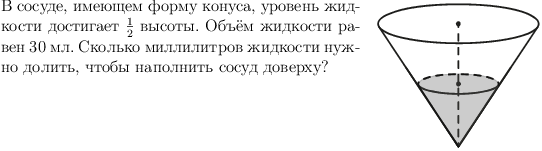 В сосуде, имеющем форму конуса, уровень жид-
кости достигает 1/2 высоты. Объём жидкости ра-
вен 30 мл. Сколько миллилитров жидкости нуж-
но долить, чтобы наполнить сосуд доверху?